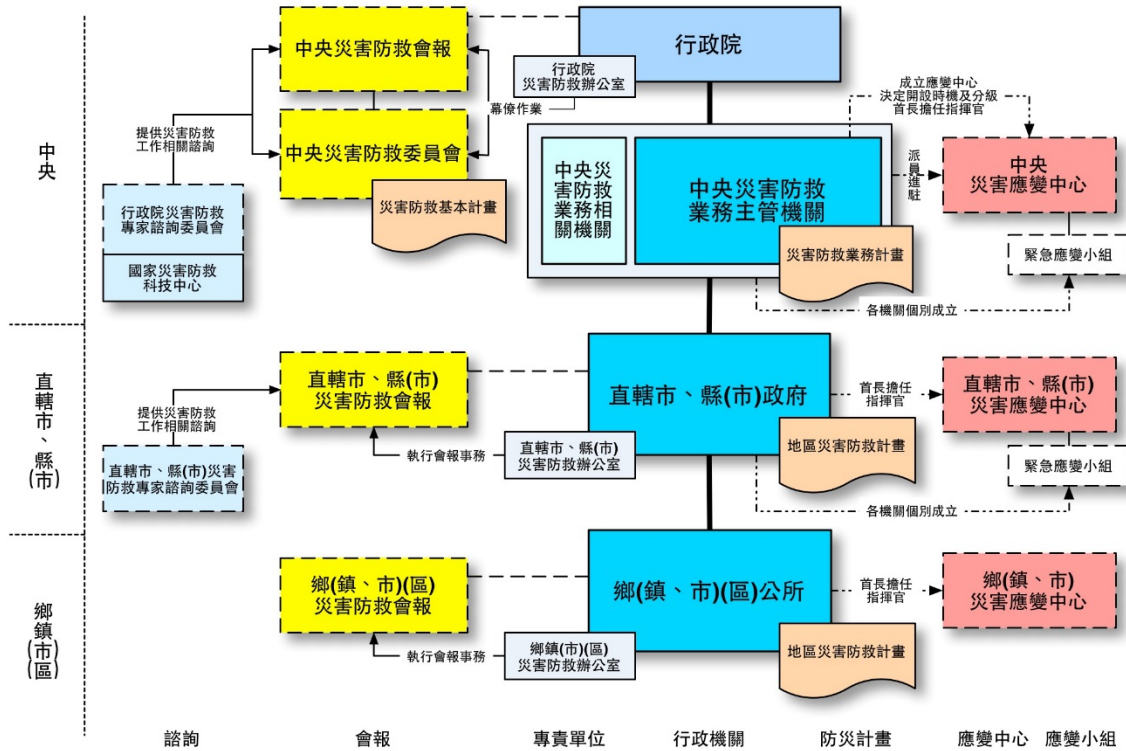 中央
中央災害防救會報
行政院
行政院
災害防救辦公室
幕僚作業
成立應變中心
決定開設時機及分級
首長擔任指揮官
提供災害防救
工作相關諮詢
中央災害防救委員會
災害防救基本計畫
行政院災害防救
專家諮詢委員會
國家災害防救
科技中心
中央災
害防救
業務相
關機關
中央災害防救
業務主管機關
災害防救業務計畫
派員進駐
中央
災害應變中心
緊急應變小組
各機關個別成立
直轄市、縣(市)
提供災害防救
工作相關諮詢
直轄市、縣(市)災害
防救專家諮詢委員會
直轄市、縣(市)
災害防救會報
執行會報事務
直轄市、縣(市)
災害防救辦公室
直轄市、縣(市)政府
地區災害防救計畫
首長擔任
指揮官
直轄市、縣(市)
災害應變中心
緊急應變小組
各機關個別成立
鄉鎮(市)(區)
鄉(鎮、市)(區)
災害防救會報
執行會報事務
鄉鎮(市)(區)
災害防救辦公室
鄉(鎮、市)(區)公所
地區災害防救計畫
首長擔任
指揮官
鄉(鎮、市)
災害應變中心
諮詢 會報 專責單位 行政機關 防災計畫 應變中心 應變小組